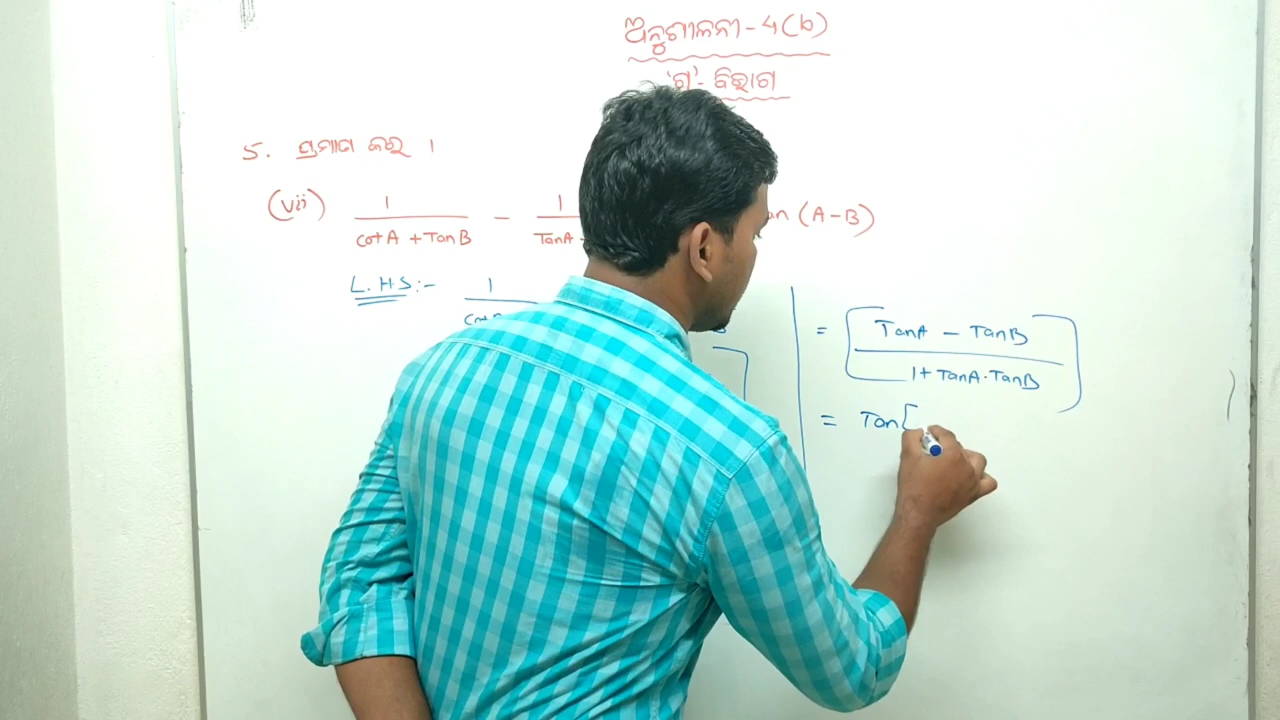 ଅନୁଶୀଳନୀ - 4(b)
'ଗ' - ବିଭାଗ
5. ପ୍ରମାଣ କର ।
(vii) 1 / cotA + TanB - 1 / TanA an (A-B)
L.H.S:- 1
= [TanA - TanB / 1 + TanA·TanB]
= Tan[